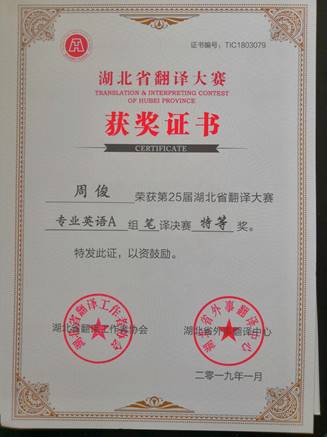 证书编号：TIC1803079
湖北省翻译大赛
TRANSLATION & INTERPRETING CONTEST
OF HUBEI PROVINCE
获奖证书
CERTIFICATE
周俊 荣获第25届湖北省翻译大赛
专业英语A 组 笔 译决赛 特等 奖。
特发此证，以资鼓励。
湖北省翻译工作者协会 湖北省外事翻译中心
二零一九年一月